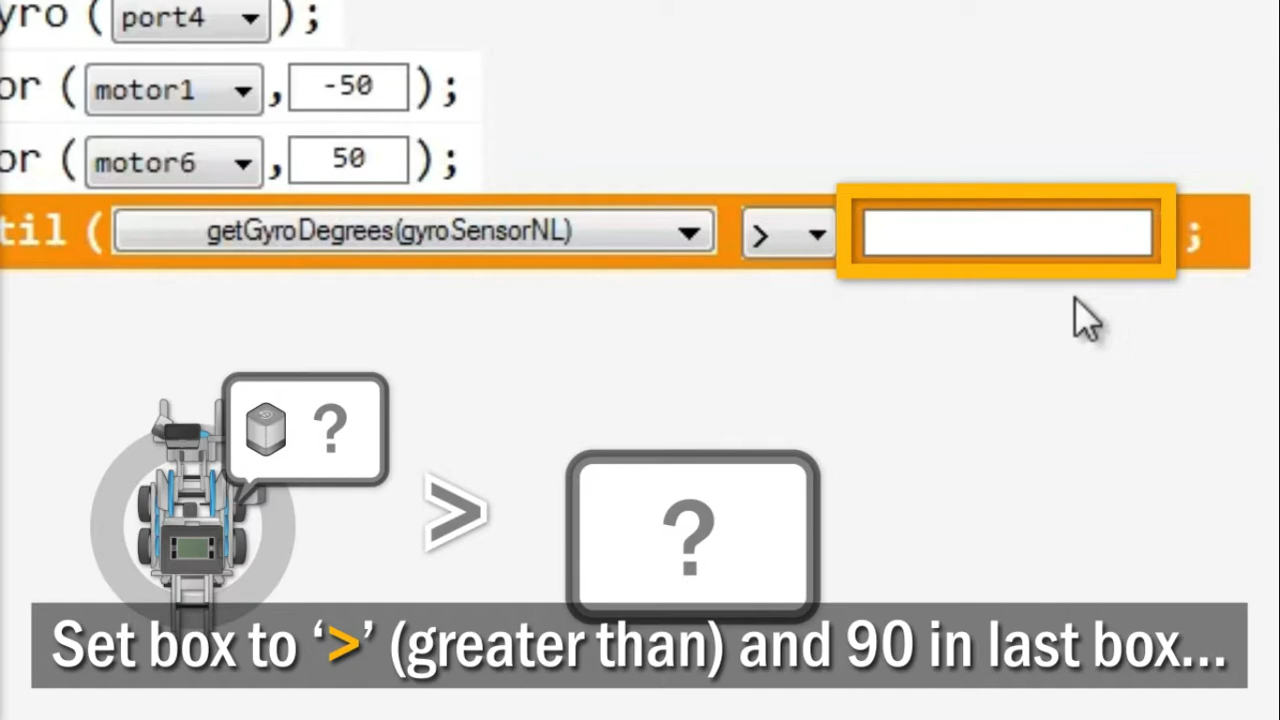 yro ( port4 );
or ( motor1 , -50 );
or ( motor6 , 50 );
til ( getGyroDegrees(gyroSensorNL) > ;
?
>
?
Set box to ‘>’ (greater than) and 90 in last box...